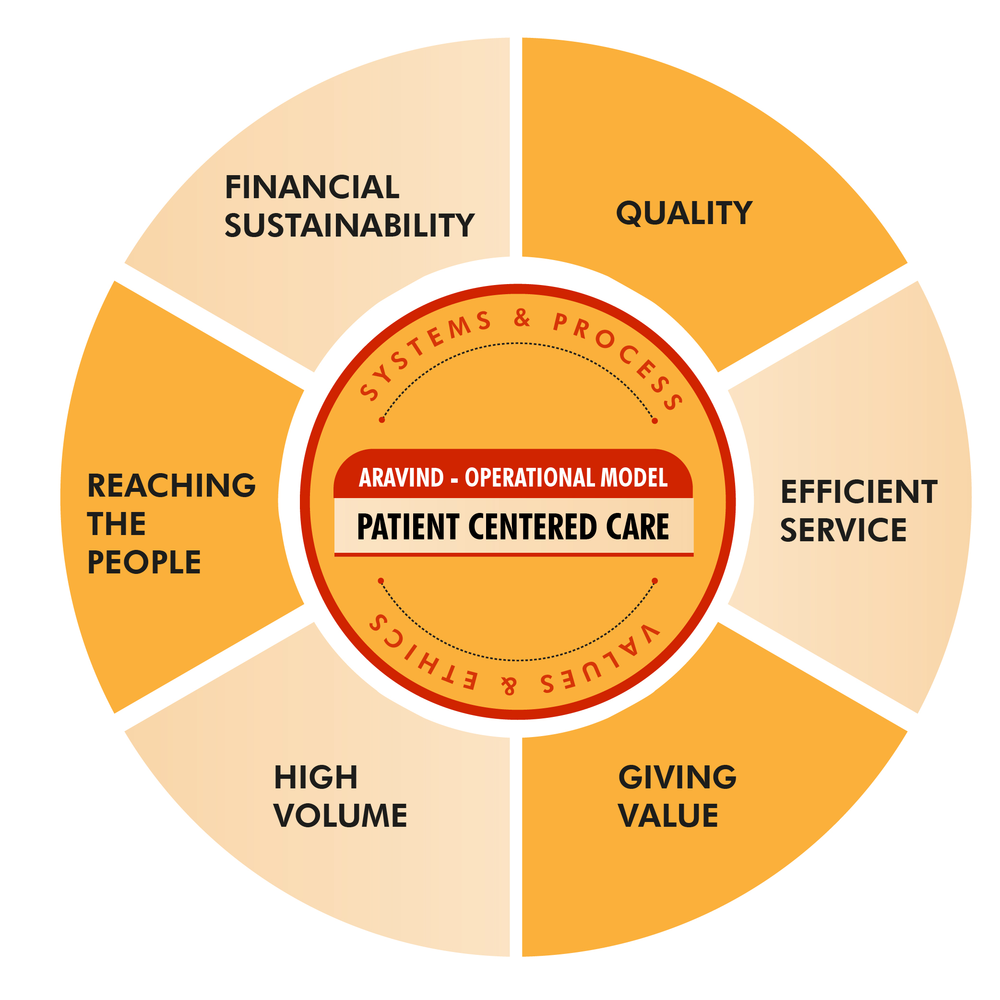 FINANCIAL
SUSTAINABILITY
QUALITY
SYSTEMS & PROCESS
REACHING
THE
PEOPLE
ARAVIND - OPERATIONAL MODEL
PATIENT CENTERED CARE
EFFICIENT
SERVICE
VALUES & ETHICS
HIGH
VOLUME
GIVING
VALUE